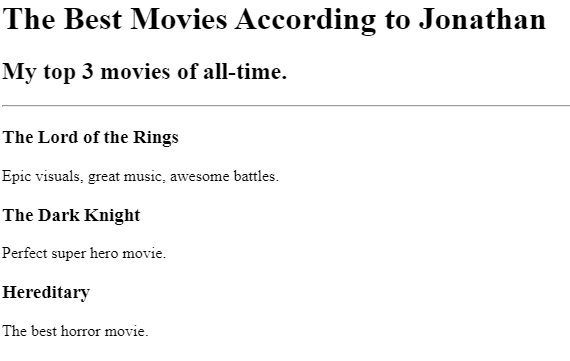 The Best Movies According to Jonathan
My top 3 movies of all-time.
The Lord of the Rings
Epic visuals, great music, awesome battles.
The Dark Knight
Perfect super hero movie.
Hereditary
The best horror movie.